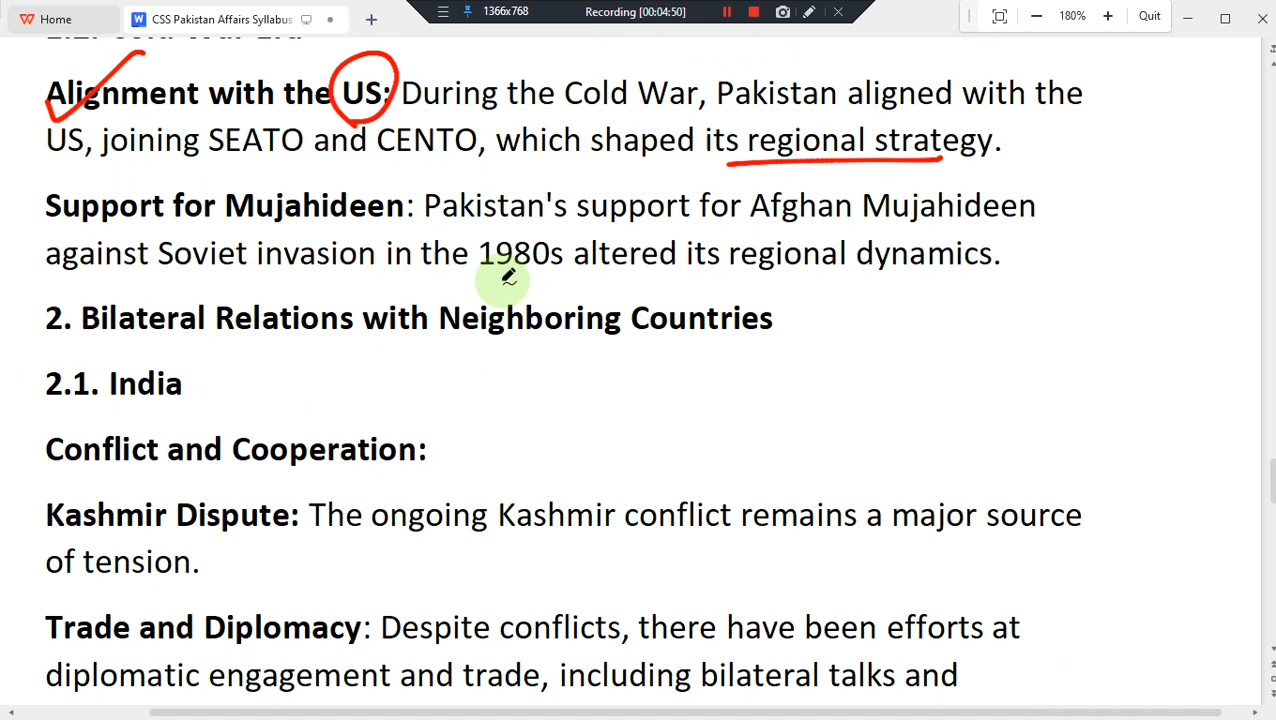 Home
CSS Pakistan Affairs Syllabus
1366x768
Recording [00:04:50]
180%
Quit
Alignment with the US: During the Cold War, Pakistan aligned with the
US, joining SEATO and CENTO, which shaped its regional strategy.
Support for Mujahideen: Pakistan's support for Afghan Mujahideen
against Soviet invasion in the 1980s altered its regional dynamics.
2. Bilateral Relations with Neighboring Countries
2.1. India
Conflict and Cooperation:
Kashmir Dispute: The ongoing Kashmir conflict remains a major source
of tension.
Trade and Diplomacy: Despite conflicts, there have been efforts at
diplomatic engagement and trade, including bilateral talks and